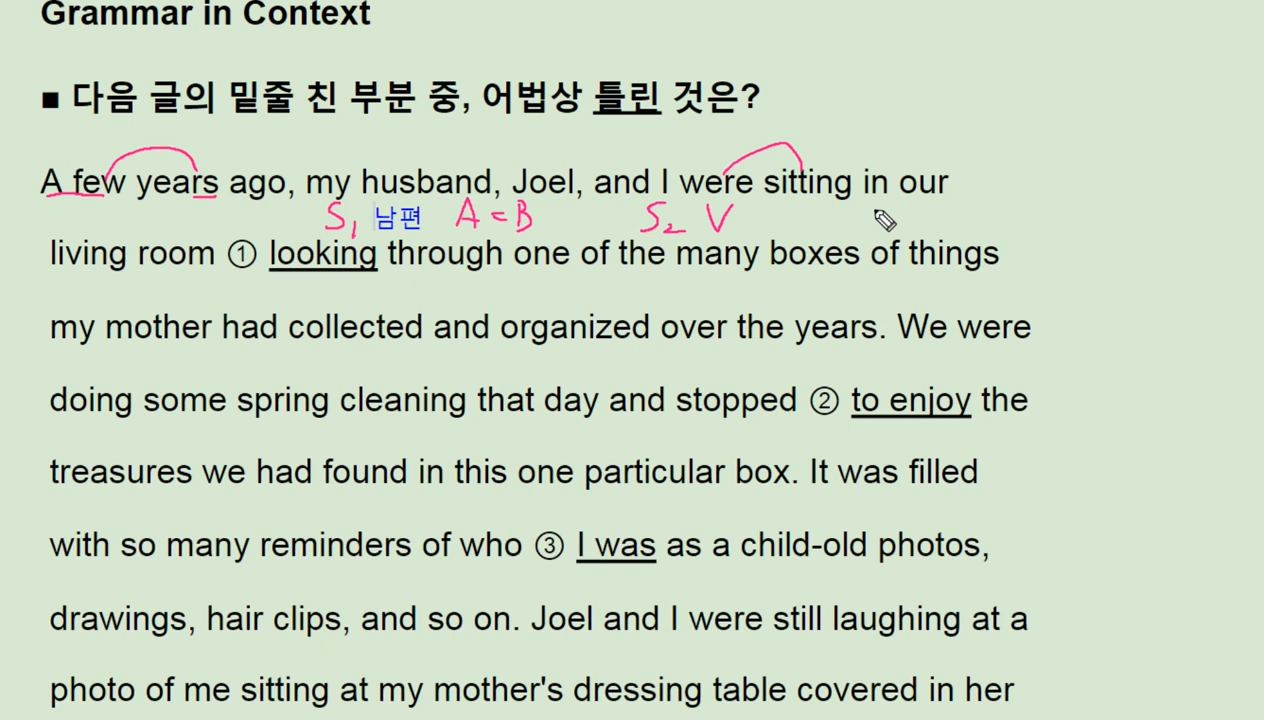 Grammar in Context
■ 다음 글의 밑줄 친 부분 중, 어법상 틀린 것은?
A few years ago, my husband, Joel, and I were sitting in our
S₁ 남편 A = B S₂ V
living room ① looking through one of the many boxes of things
my mother had collected and organized over the years. We were
doing some spring cleaning that day and stopped ② to enjoy the
treasures we had found in this one particular box. It was filled
with so many reminders of who ③ I was as a child-old photos,
drawings, hair clips, and so on. Joel and I were still laughing at a
photo of me sitting at my mother's dressing table covered in her